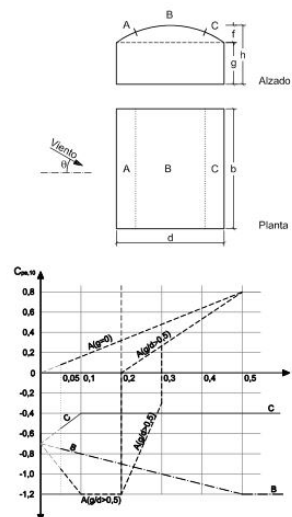 A B C
f
h
g
Alzado
Viento
θ
A B C
b
d
Planta
Cpe,10
0,8
0,6
0,4
0,2
0
-0,2
-0,4
-0,6
-0,8
-1,0
-1,2
0,05 0,1 0,2 0,3 0,4 0,5
A(g=0)
A(g/d>0,5)
A(g/d>0,5)
A(g/d>0,5)
C
C
B
B